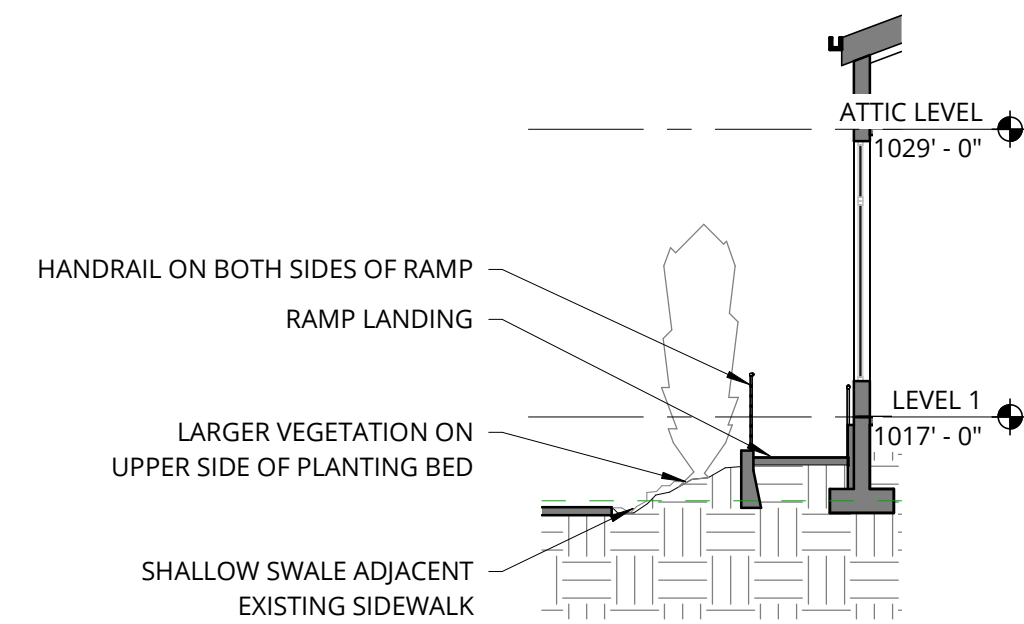 ATTIC LEVEL
1029' - 0"
HANDRAIL ON BOTH SIDES OF RAMP
RAMP LANDING
LEVEL 1
1017' - 0"
LARGER VEGETATION ON
UPPER SIDE OF PLANTING BED
SHALLOW SWALE ADJACENT
EXISTING SIDEWALK